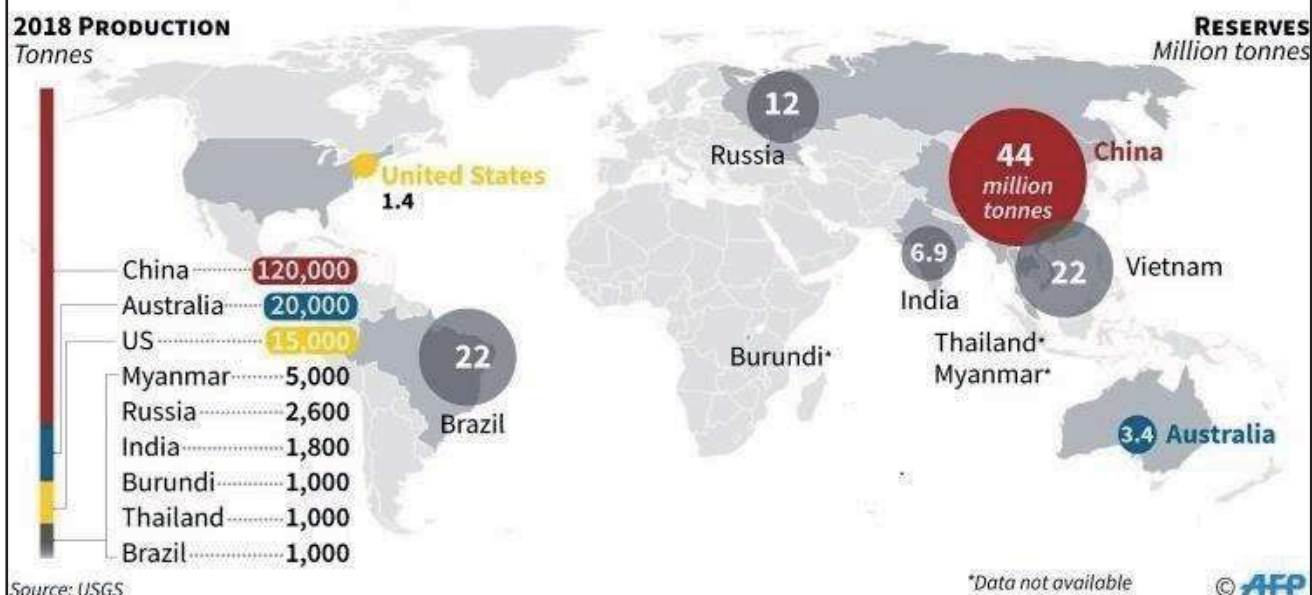 2018 PRODUCTION
Tonnes
RESERVES
Million tonnes
12
Russia
44
million
tonnes
China
United States
1.4
6.9
India
22
Vietnam
China 120,000
Australia 20,000
US 15,000
Myanmar 5,000
Russia 2,600
India 1,800
Burundi 1,000
Thailand 1,000
Brazil 1,000
22
Brazil
Burundi*
Thailand*
Myanmar*
3.4 Australia
Source: USGS
*Data not available
© AFP